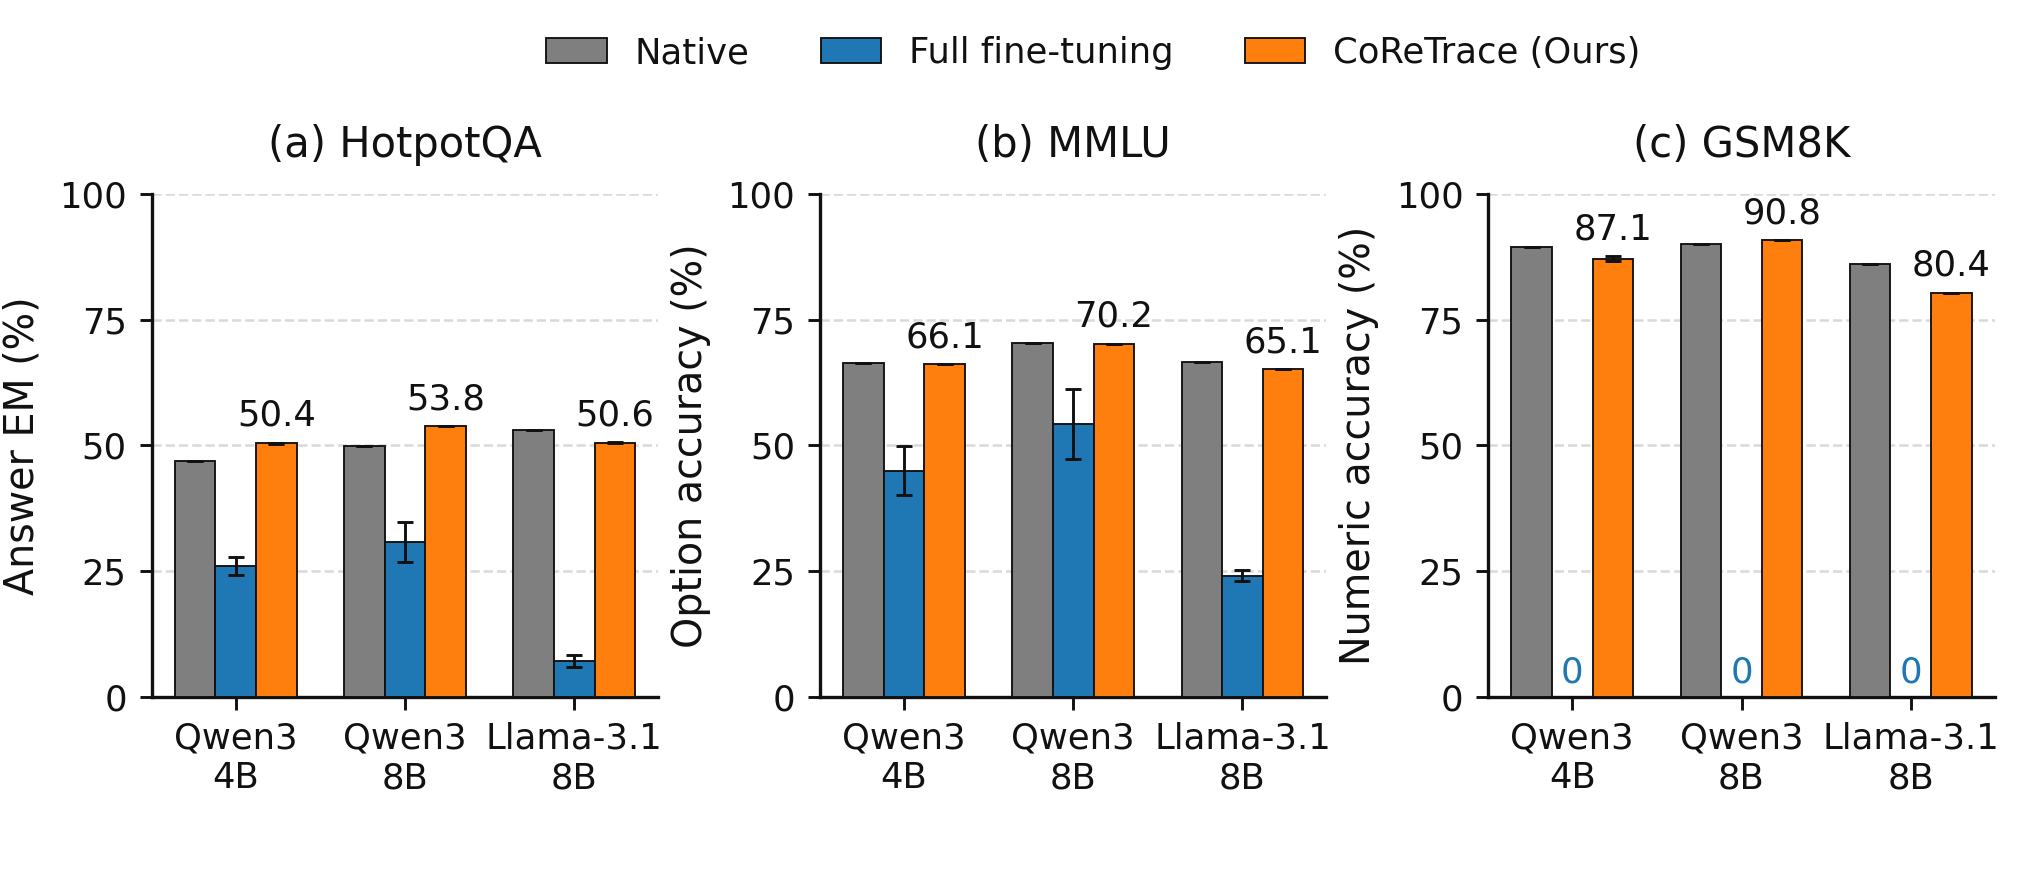 Native Full fine-tuning CoReTrace (Ours)
(a) HotpotQA
Answer EM (%)
100
75
50
25
0
50.4
53.8
50.6
Qwen3 Qwen3 Llama-3.1
4B 8B 8B
(b) MMLU
Option accuracy (%)
100
75
50
25
0
66.1
70.2
65.1
Qwen3 Qwen3 Llama-3.1
4B 8B 8B
(c) GSM8K
Numeric accuracy (%)
100
75
50
25
0
87.1
90.8
80.4
0 0 0
Qwen3 Qwen3 Llama-3.1
4B 8B 8B